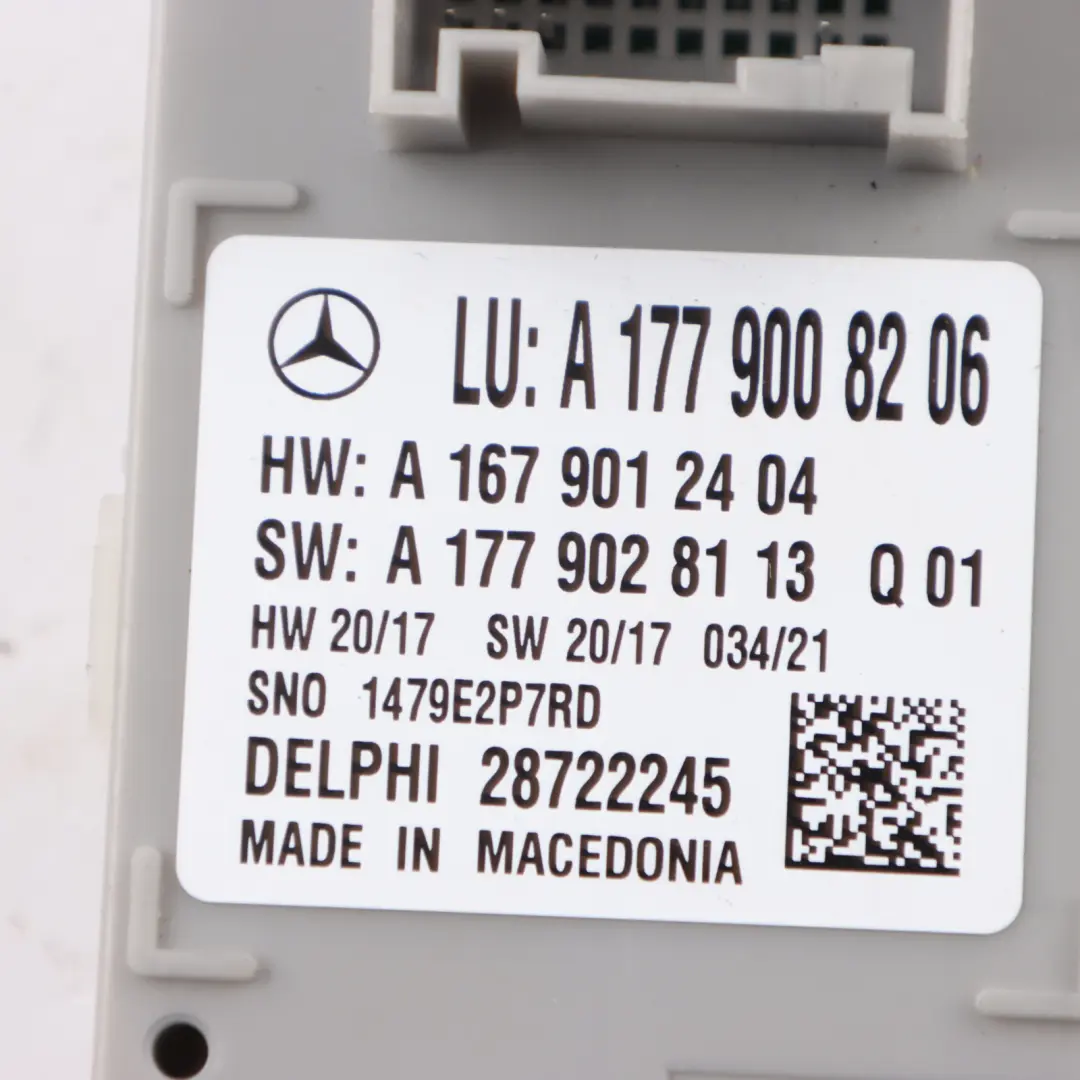 LU: A 177 900 82 06
HW: A 167 901 24 04
SW: A 177 902 81 13 Q 01
HW 20/17 SW 20/17 034/21
SNO 1479E2P7RD
DELPHI 28722245
MADE IN MACEDONIA